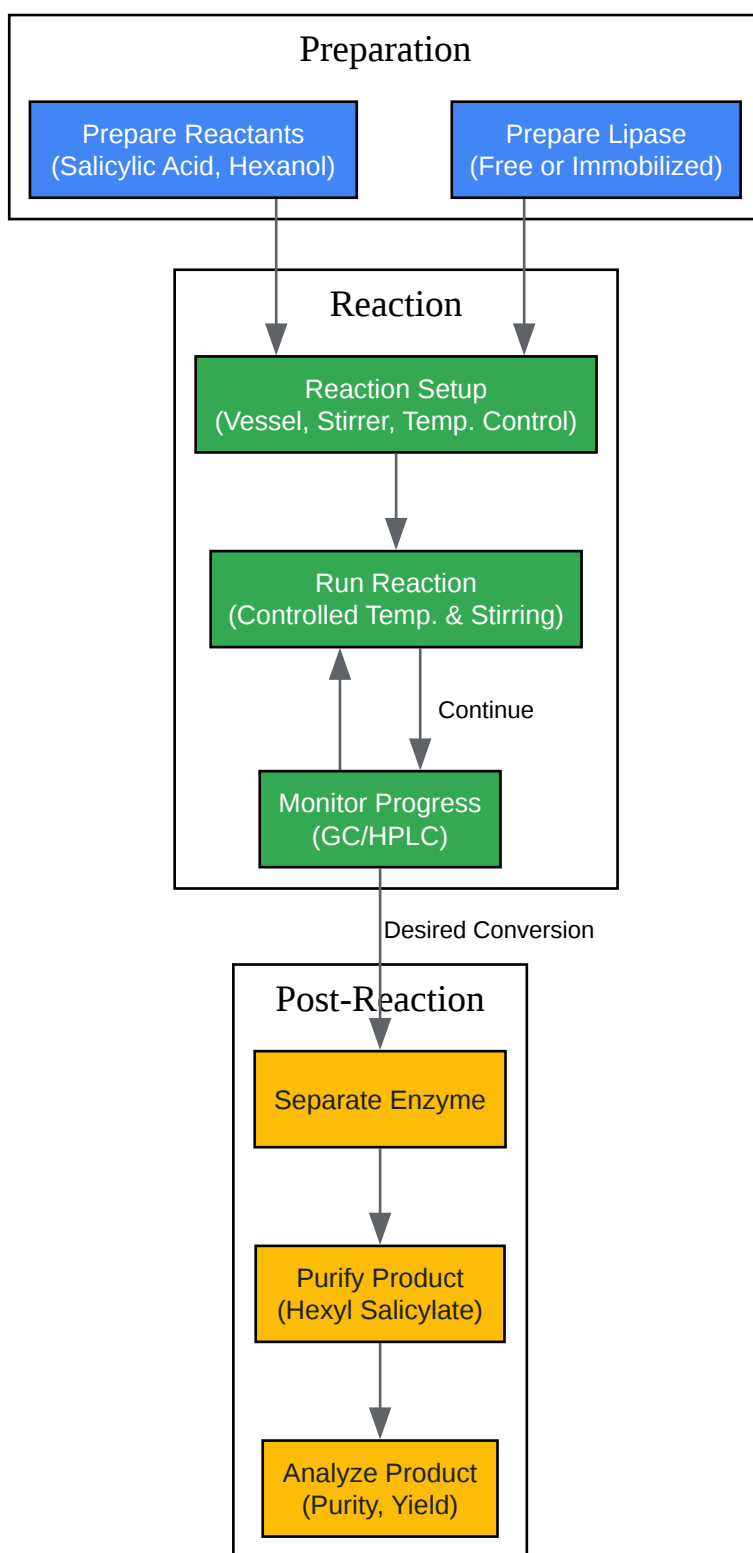 Preparation
Prepare Reactants
(Salicylic Acid, Hexanol)
Prepare Lipase
(Free or Immobilized)
Reaction
Reaction Setup
(Vessel, Stirrer, Temp. Control)
Run Reaction
(Controlled Temp. & Stirring)
Continue
Monitor Progress
(GC/HPLC)
Desired Conversion
Post-Reaction
Separate Enzyme
Purify Product
(Hexyl Salicylate)
Analyze Product
(Purity, Yield)